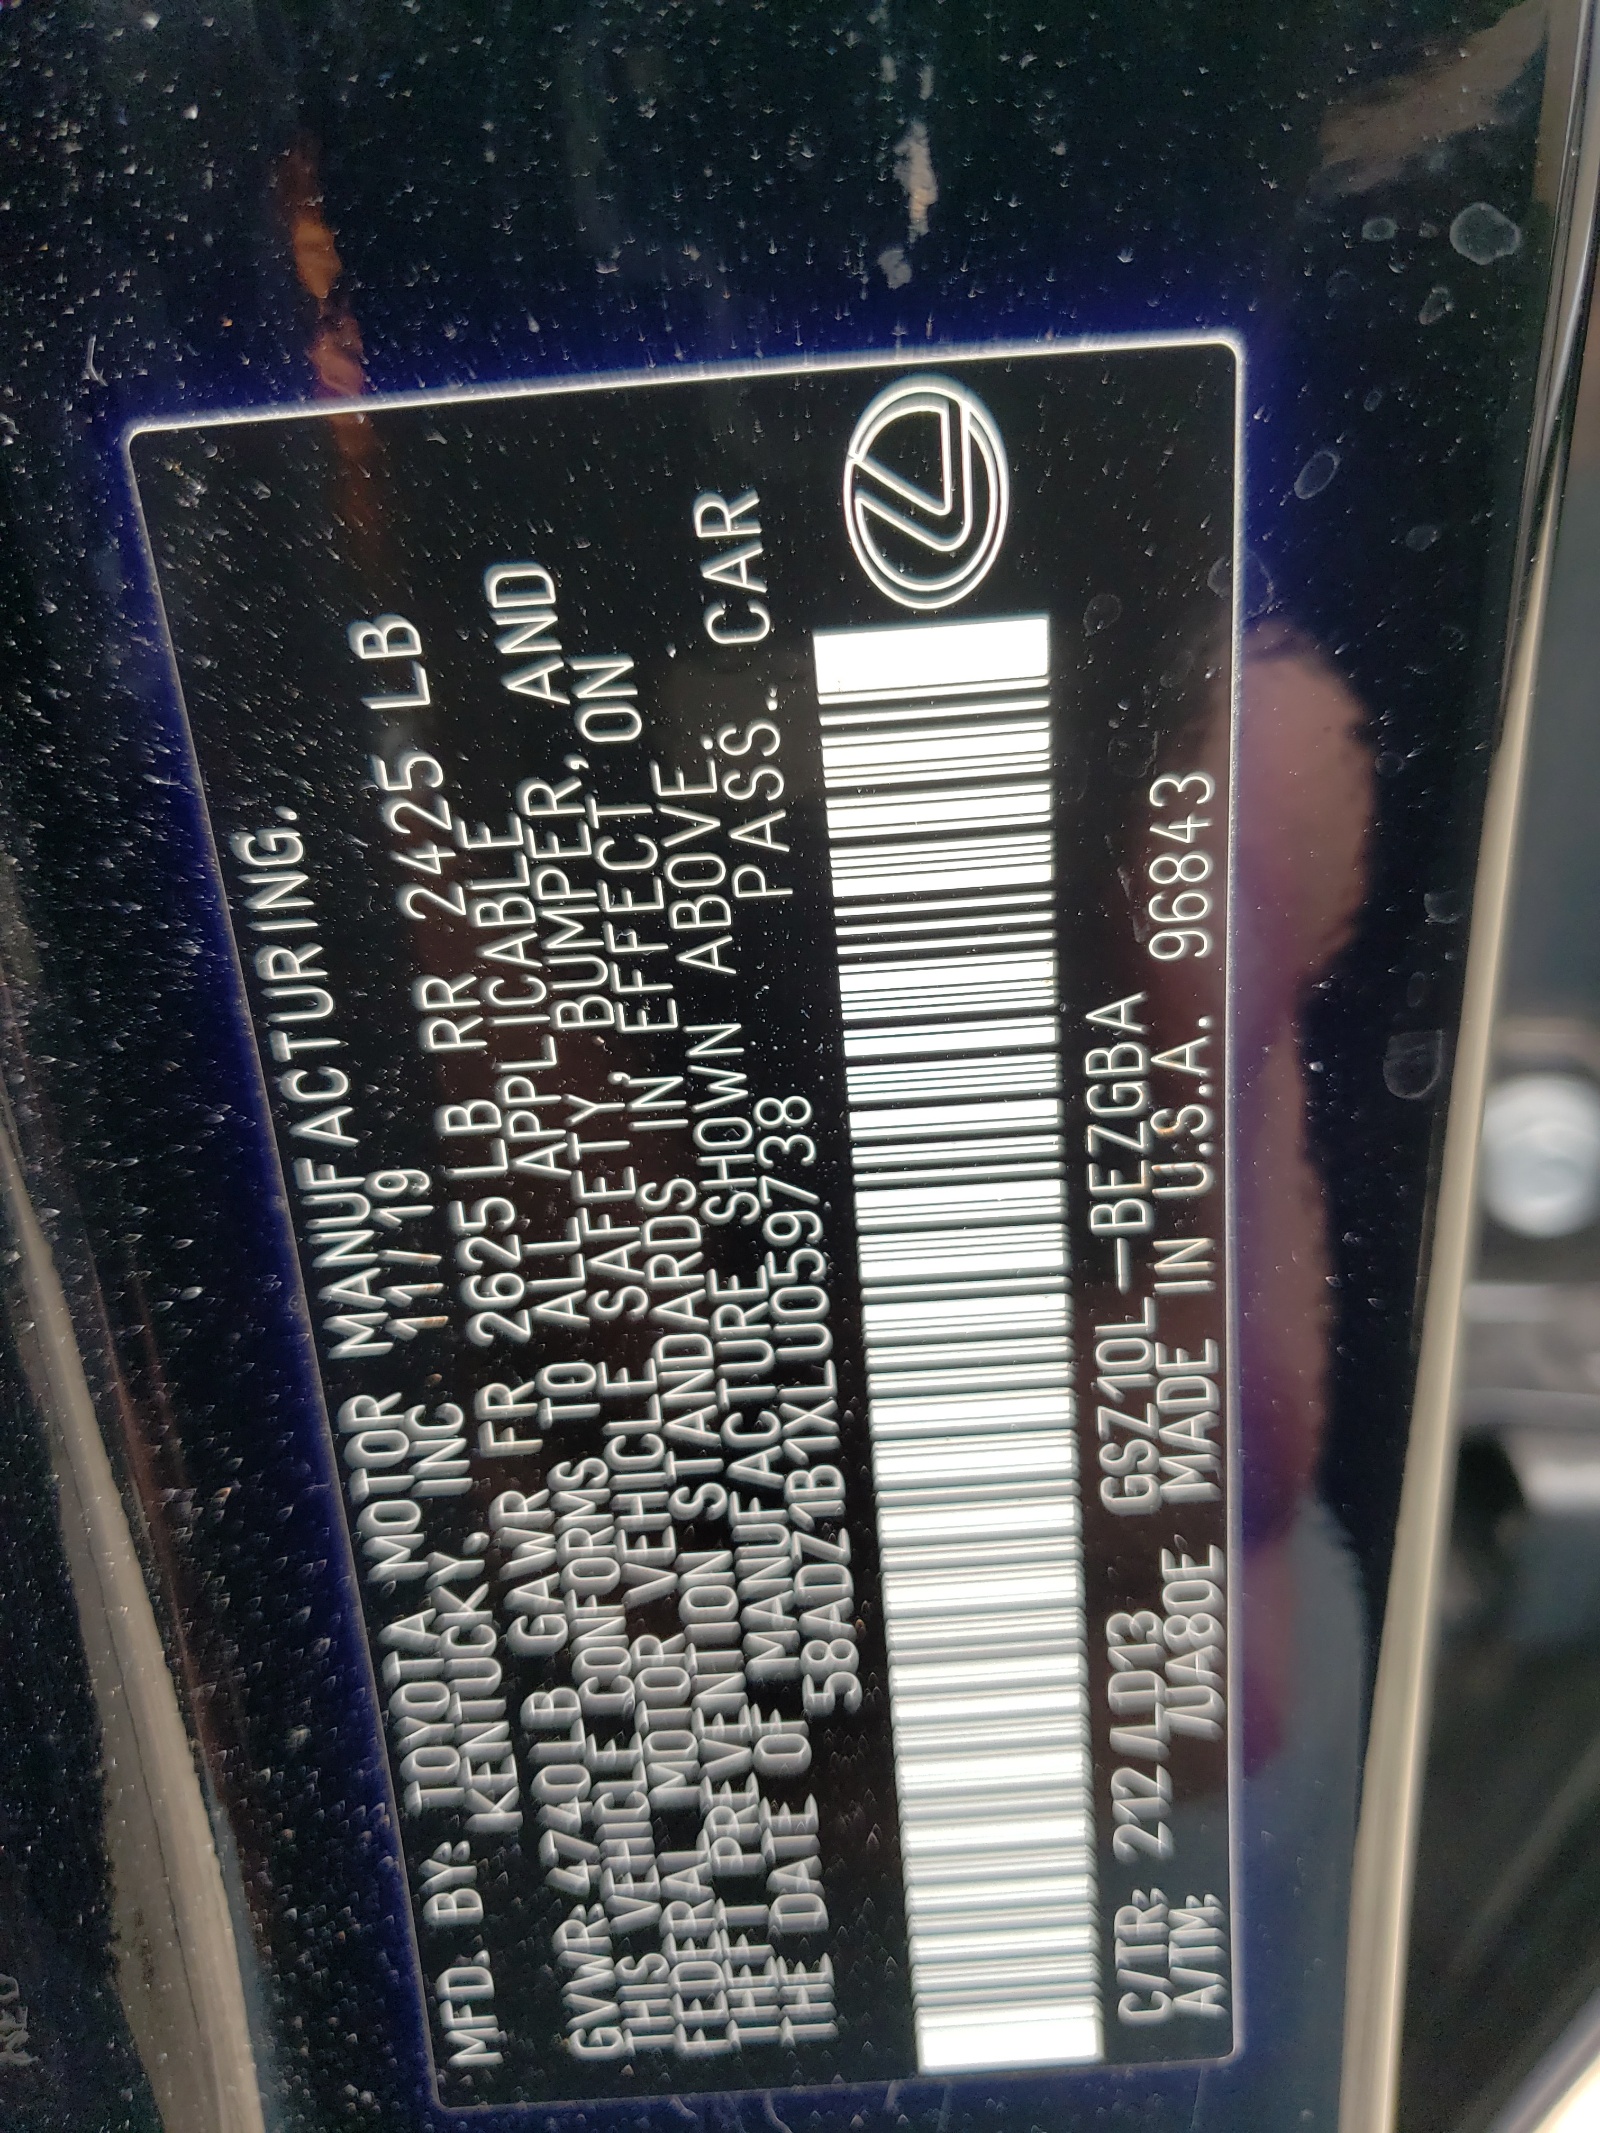 MFD. BY: TOYOTA MOTOR MANUFACTURING.
KENTUCKY. INC 11/19
GVWR: 4740LB GAWR FR 2625 LB RR 2425 LB
THIS VEHICLE CONFORMS TO ALL APPLICABLE
FEDERAL MOTOR VEHICLE SAFETY, BUMPER, AND
THEFT PREVENTION STANDARDS IN EFFECT ON
THE DATE OF MANUFACTURE SHOWN ABOVE.
58ADZ1B1XLU059738 PASS. CAR
C/TR: 212/LD13 GSZ10L-BEZGBA
A/TM: /UA80E MADE IN U.S.A. 96843